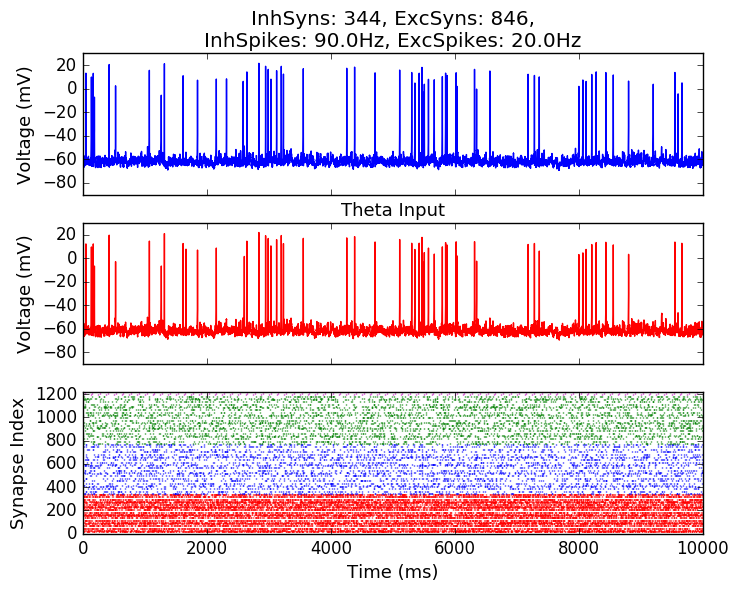 InhSyns: 344, ExcSyns: 846,
InhSpikes: 90.0Hz, ExcSpikes: 20.0Hz
Voltage (mV)
20
0
−20
−40
−60
−80
Theta Input
Voltage (mV)
20
0
−20
−40
−60
−80
Synapse Index
1200
1000
800
600
400
200
0
0 2000 4000 6000 8000 10000
Time (ms)